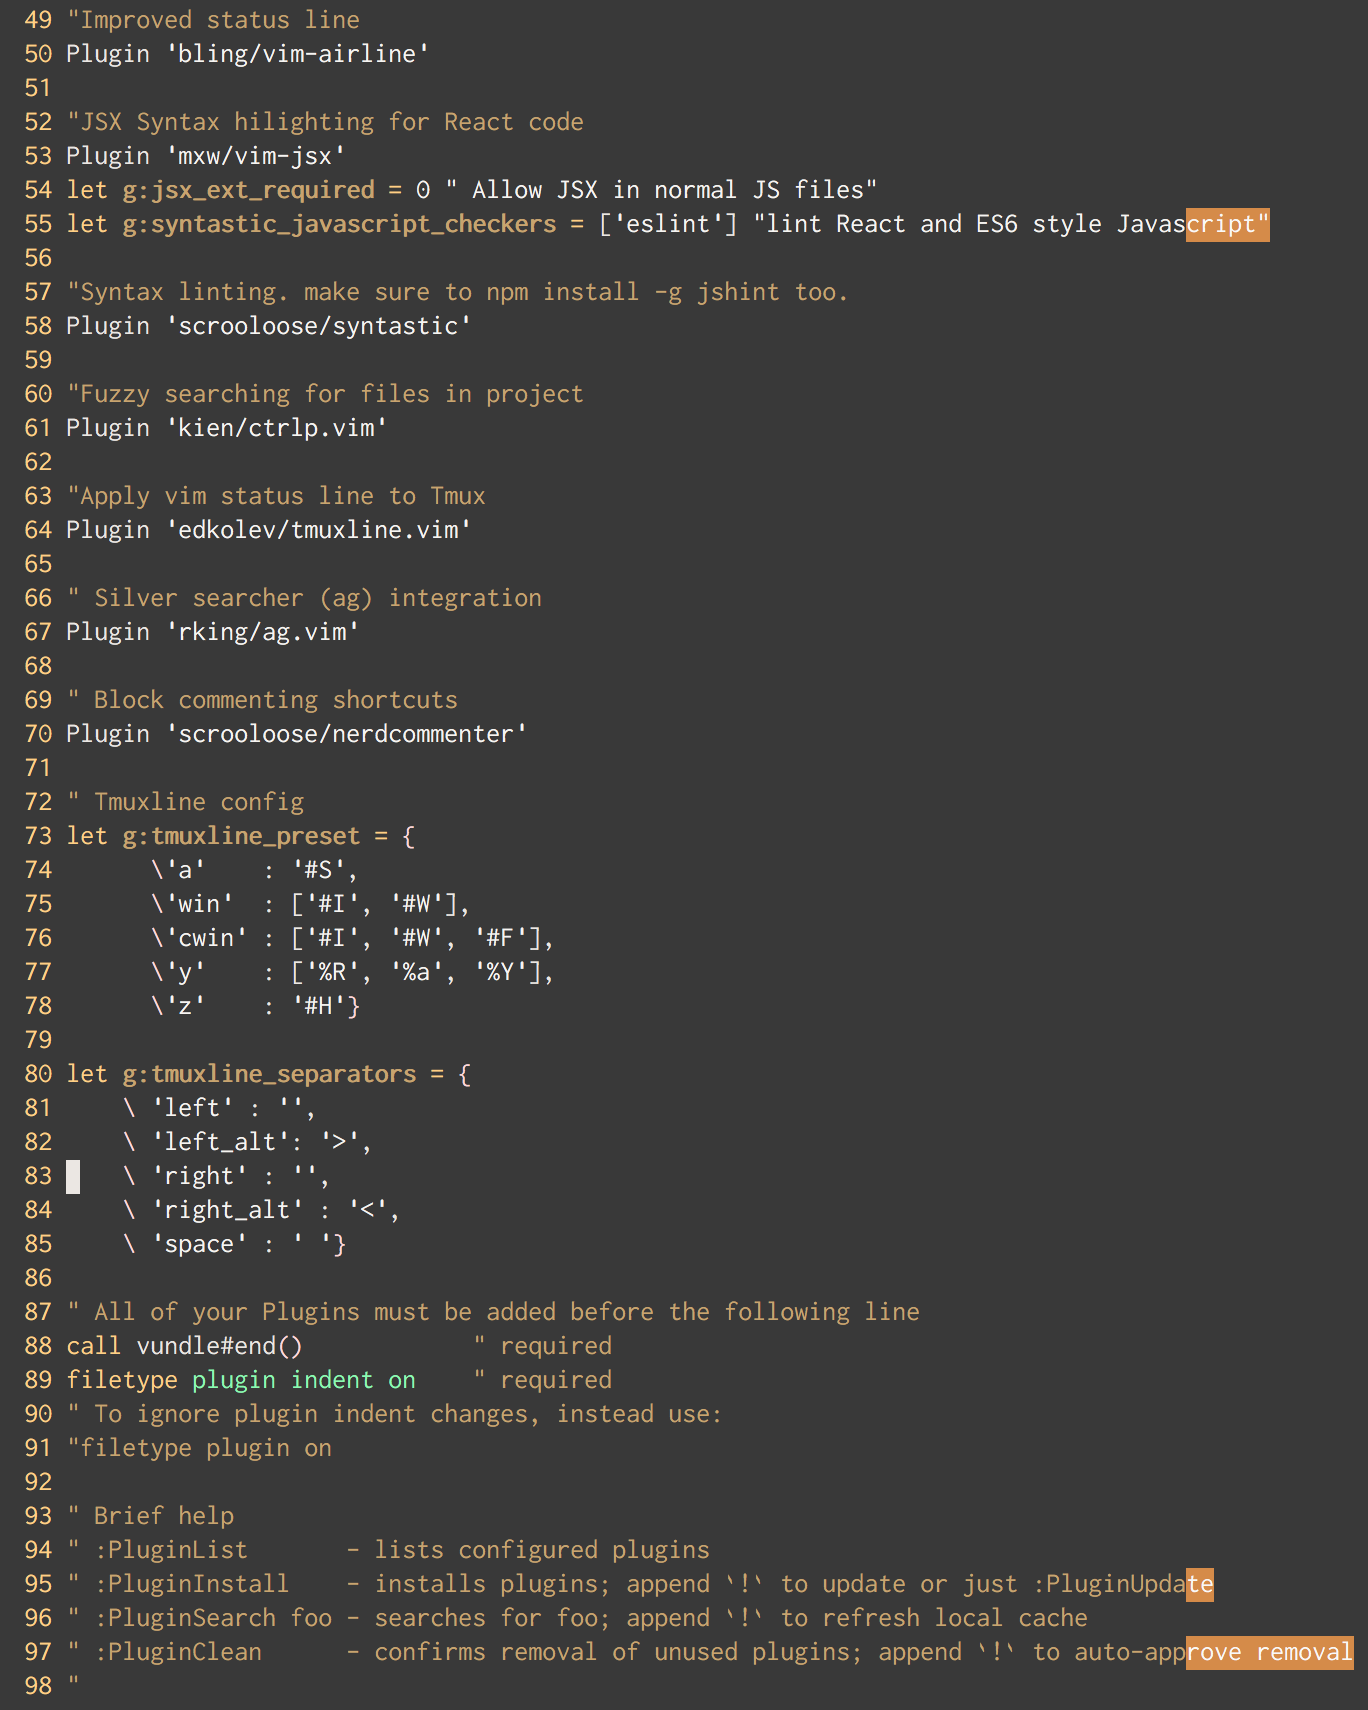 49 "Improved status line
50 Plugin 'bling/vim-airline'
51
52 "JSX Syntax hilighting for React code
53 Plugin 'mxw/vim-jsx'
54 let g:jsx_ext_required = 0 " Allow JSX in normal JS files"
55 let g:syntastic_javascript_checkers = ['eslint'] "lint React and ES6 style Javascript"
56
57 "Syntax linting. make sure to npm install -g jshint too.
58 Plugin 'scrooloose/syntastic'
59
60 "Fuzzy searching for files in project
61 Plugin 'kien/ctrlp.vim'
62
63 "Apply vim status line to Tmux
64 Plugin 'edkolev/tmuxline.vim'
65
66 " Silver searcher (ag) integration
67 Plugin 'rking/ag.vim'
68
69 " Block commenting shortcuts
70 Plugin 'scrooloose/nerdcommenter'
71
72 " Tmuxline config
73 let g:tmuxline_preset = {
74       \'a'    : '#S',
75       \'win'  : ['#I', '#W'],
76       \'cwin' : ['#I', '#W', '#F'],
77       \'y'    : ['%R', '%a', '%Y'],
78       \'z'    : '#H'}
79
80 let g:tmuxline_separators = {
81     \ 'left' : '',
82     \ 'left_alt': '>',
83     \ 'right' : '',
84     \ 'right_alt' : '<',
85     \ 'space' : ' '}
86
87 " All of your Plugins must be added before the following line
88 call vundle#end()            " required
89 filetype plugin indent on    " required
90 " To ignore plugin indent changes, instead use:
91 "filetype plugin on
92
93 " Brief help
94 " :PluginList       - lists configured plugins
95 " :PluginInstall    - installs plugins; append `!` to update or just :PluginUpdate
96 " :PluginSearch foo - searches for foo; append `!` to refresh local cache
97 " :PluginClean      - confirms removal of unused plugins; append `!` to auto-approve removal
98 "